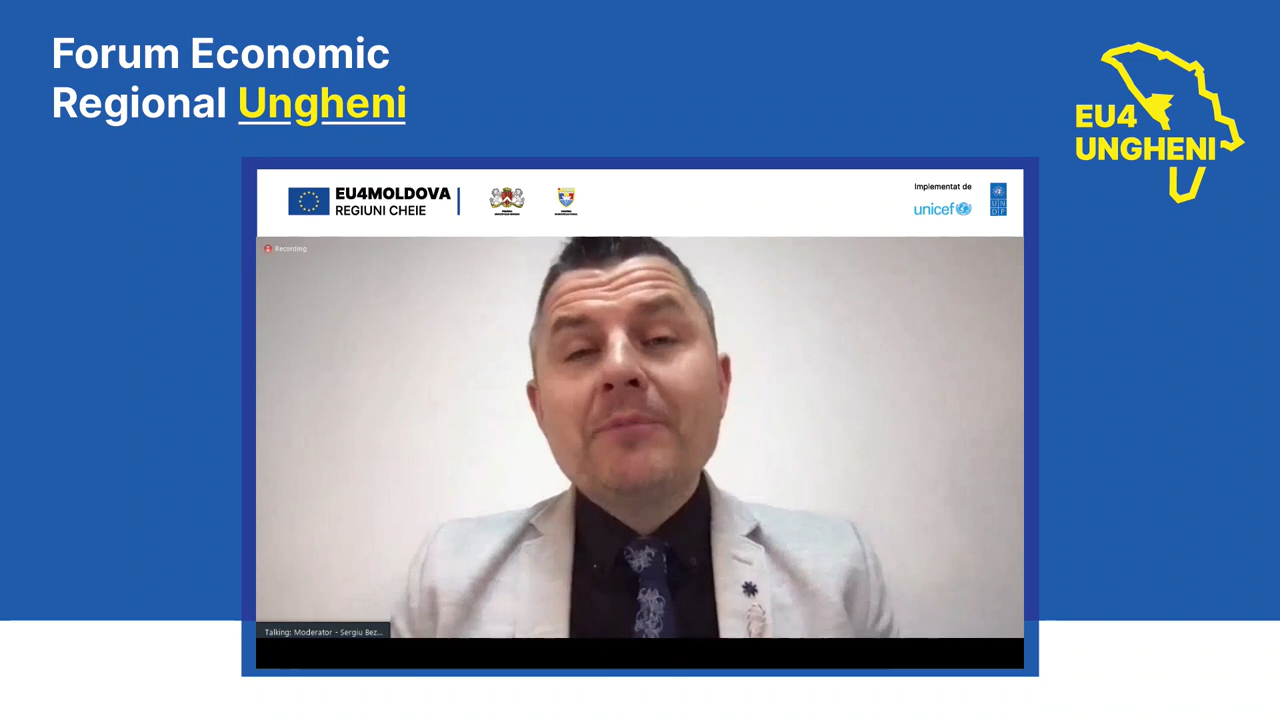 Forum Economic
Regional Ungheni
EU4
UNGHENI
EU4MOLDOVA
REGIUNI CHEIE
Implementat de
unicef
U N
D P
Recording
Talking: Moderator - Sergiu Bez...